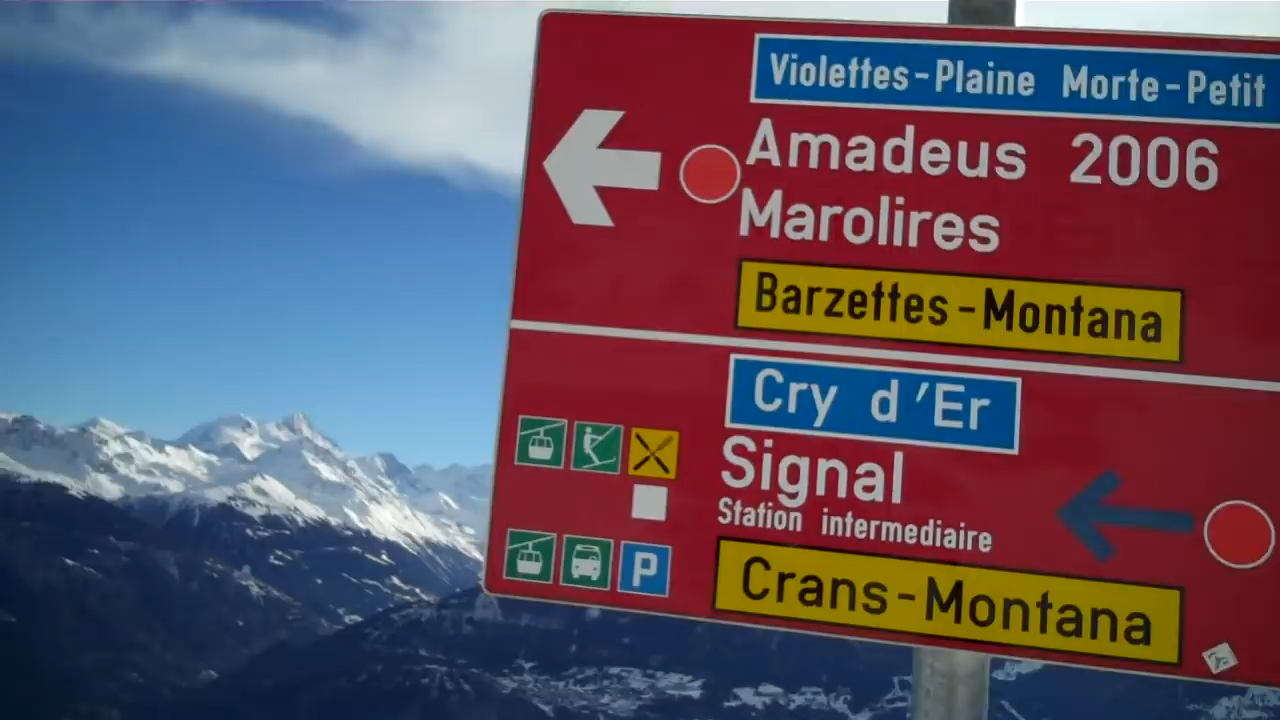 Violettes-Plaine Morte-Petit
Amadeus 2006
Marolires
Barzettes-Montana
Cry d'Er
Signal
Station intermediaire
P
Crans-Montana